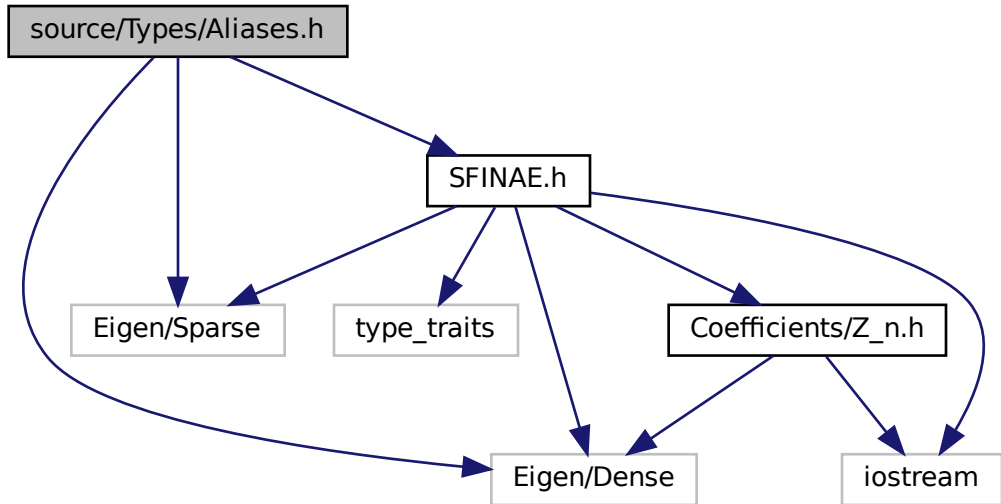 source/Types/Aliases.h
SFINAE.h
Eigen/Sparse
type_traits
Coefficients/Z_n.h
Eigen/Dense
iostream